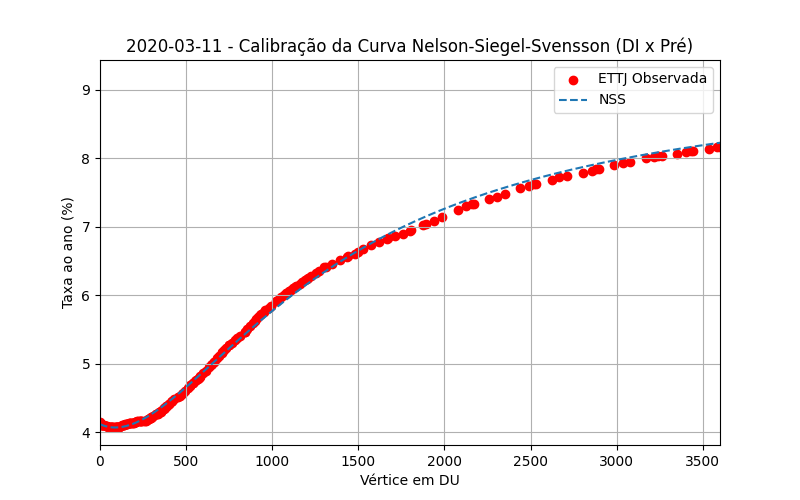 2020-03-11 - Calibração da Curva Nelson-Siegel-Svensson (DI x Pré)
ETTJ Observada
NSS
Taxa ao ano (%)
9
8
7
6
5
4
0 500 1000 1500 2000 2500 3000 3500
Vértice em DU